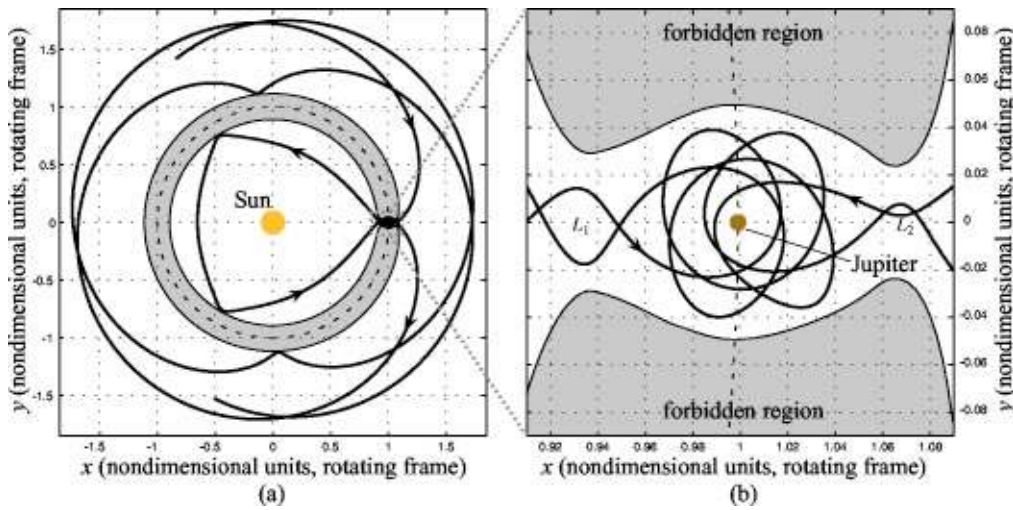 y (nondimensional units, rotating frame)
1.5
1
0.5
0
-0.5
-1
-1.5
Sun
-1.5 -1 -0.5 0 0.5 1 1.5
x (nondimensional units, rotating frame)
(a)
forbidden region
L1
L2
Jupiter
forbidden region
0.08
0.06
0.04
0.02
0
-0.02
-0.04
-0.06
-0.08
y (nondimensional units, rotating frame)
0.92 0.94 0.96 0.98 1 1.02 1.04 1.06 1.08
x (nondimensional units, rotating frame)
(b)